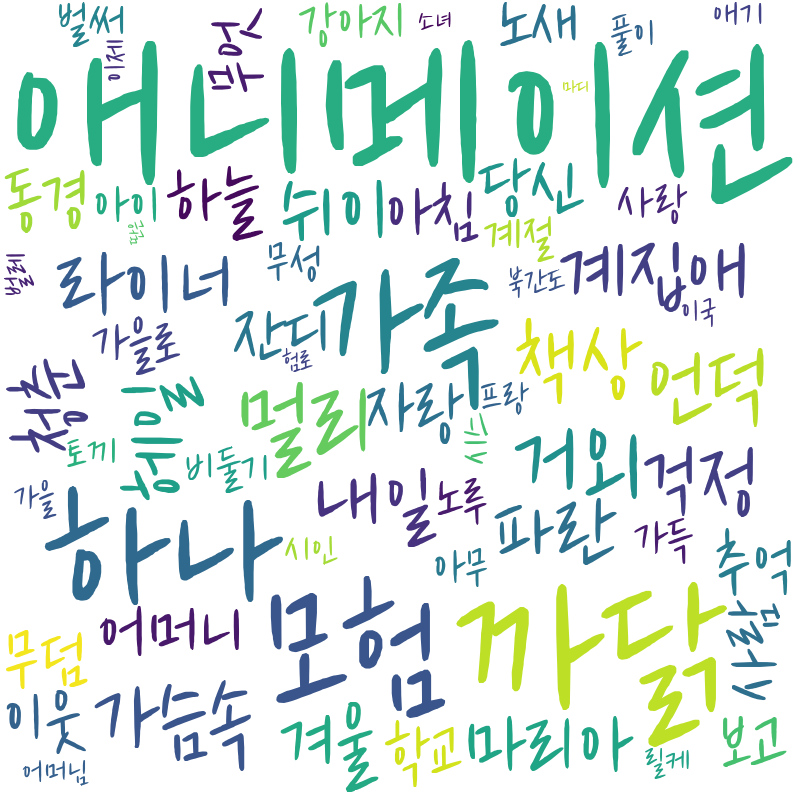 벌써
이제
무엇
강아지
소녀
노새
풀이
애기
애니메이션
마디
동경
아이
하늘
쉬이
아침
당신
사랑
계절
라이너
무성
북간도
계집애
이국
가을로
잔디
험로
가족
책상
언덕
청춘
헤일
멀리
자랑
프랑
토끼
비둘기
거외
걱정
가을
내일
노루
하나
시인
파란
가득
아무
추억
어머니
모험
까닭
무덤
이웃
가슴속
어머님
겨울
학교
마리아
릴케
보고